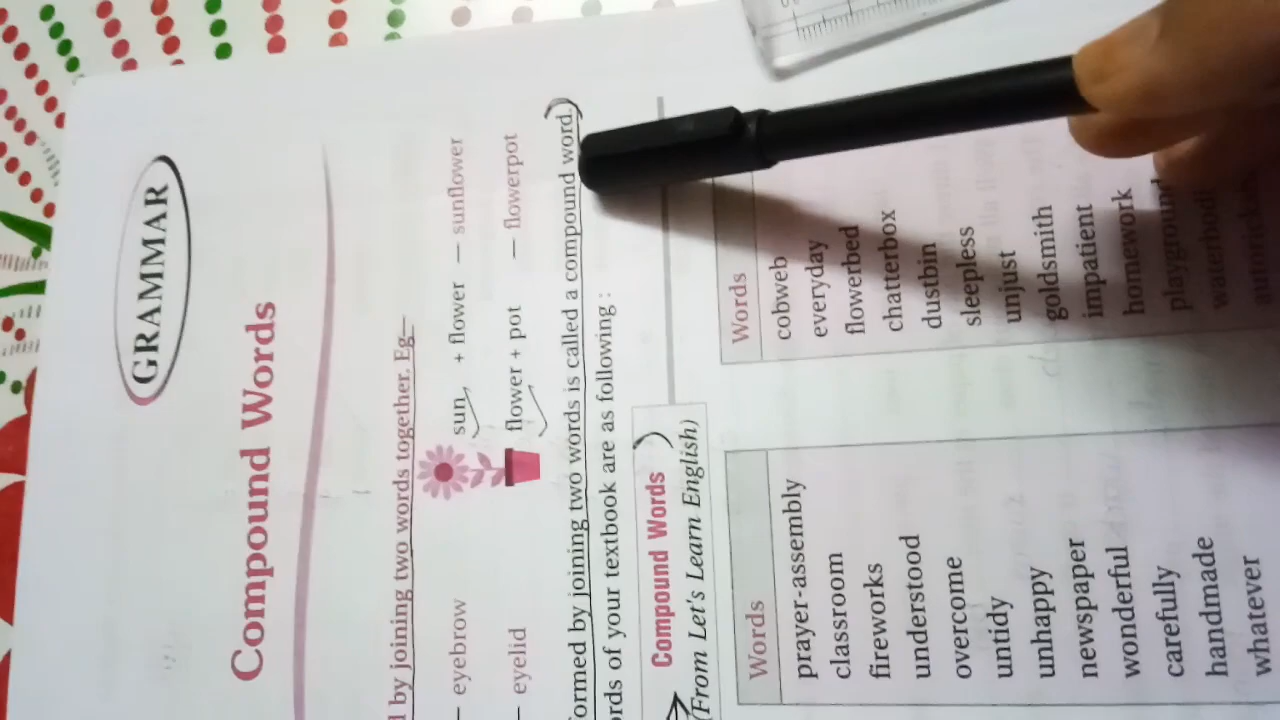 GRAMMAR
Compound Words
by joining two words together. Eg—
— eyebrow sun + flower — sunflower
— eyelid flower + pot — flowerpot
by joining two words is called a compound word.)
of your textbook are as following :
Compound Words
(From Let's Learn English)
Words
prayer-assembly
classroom
fireworks
understood
overcome
untidy
unhappy
newspaper
wonderful
carefully
handmade
whatever
Words
cobweb
everyday
flowerbed
chatterbox
dustbin
sleepless
unjust
goldsmith
impatient
homework
playground